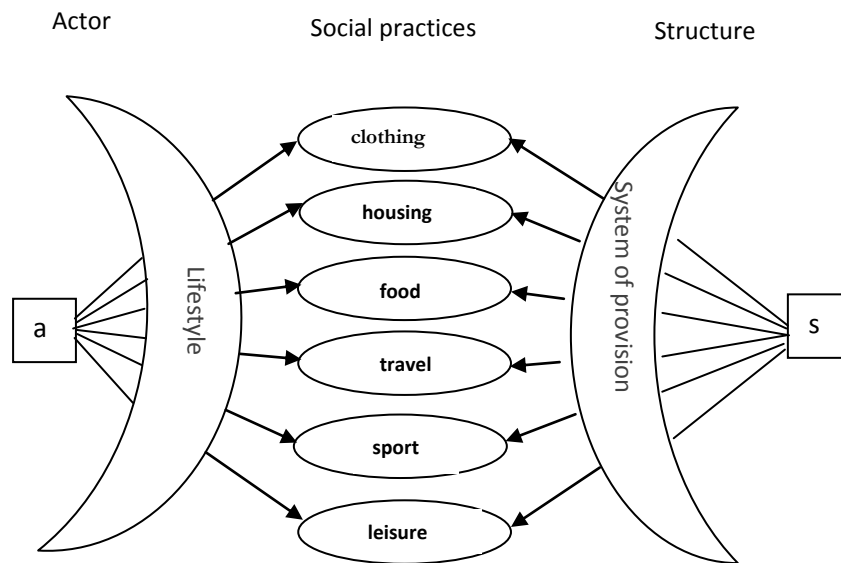 Actor
Social practices
Structure
clothing
housing
food
travel
sport
leisure
Lifestyle
System of provision
a
s